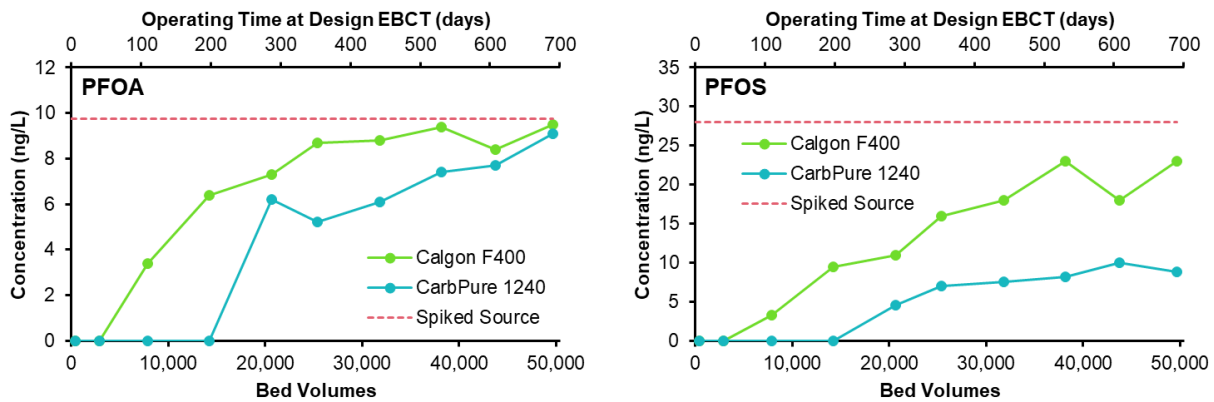 Operating Time at Design EBCT (days)
0 100 200 300 400 500 600 700
PFOA
12
10
8
6
4
2
0
Concentration (ng/L)
Calgon F400
CarbPure 1240
Spiked Source
0 10,000 20,000 30,000 40,000 50,000
Bed Volumes
Operating Time at Design EBCT (days)
0 100 200 300 400 500 600 700
PFOS
35
30
25
20
15
10
5
0
Concentration (ng/L)
Calgon F400
CarbPure 1240
Spiked Source
0 10,000 20,000 30,000 40,000 50,000
Bed Volumes